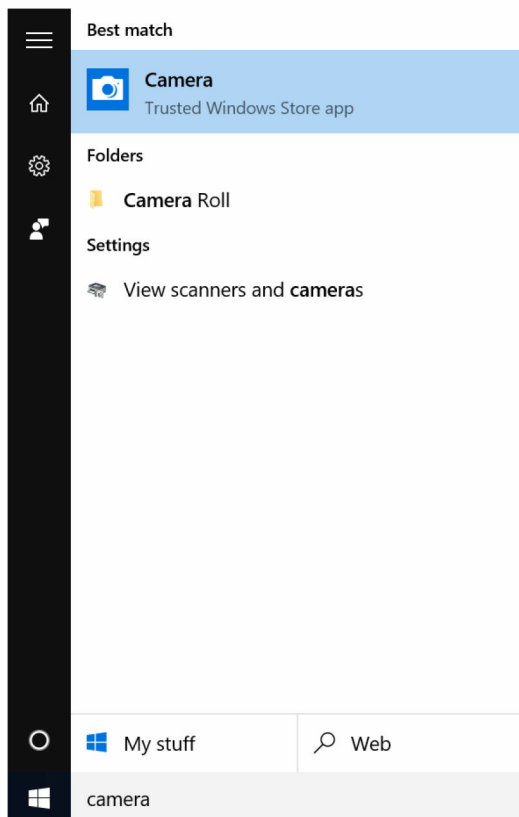 Best match
Camera
Trusted Windows Store app
Folders
Camera Roll
Settings
View scanners and cameras
My stuff
Web
camera